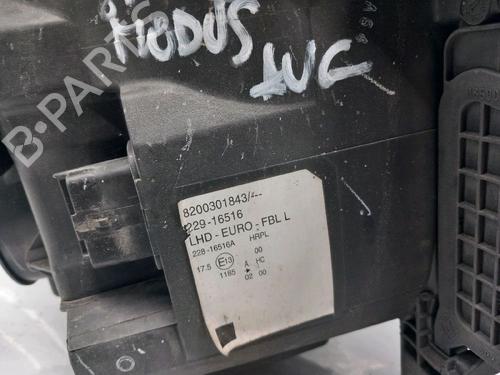 MODUS
AVG
B-PARTS
8200301843/--
229-16516
LHD - EURO - FBL L
228-16516A HRPL
00
17.5 E13 A HC
1185 02 00